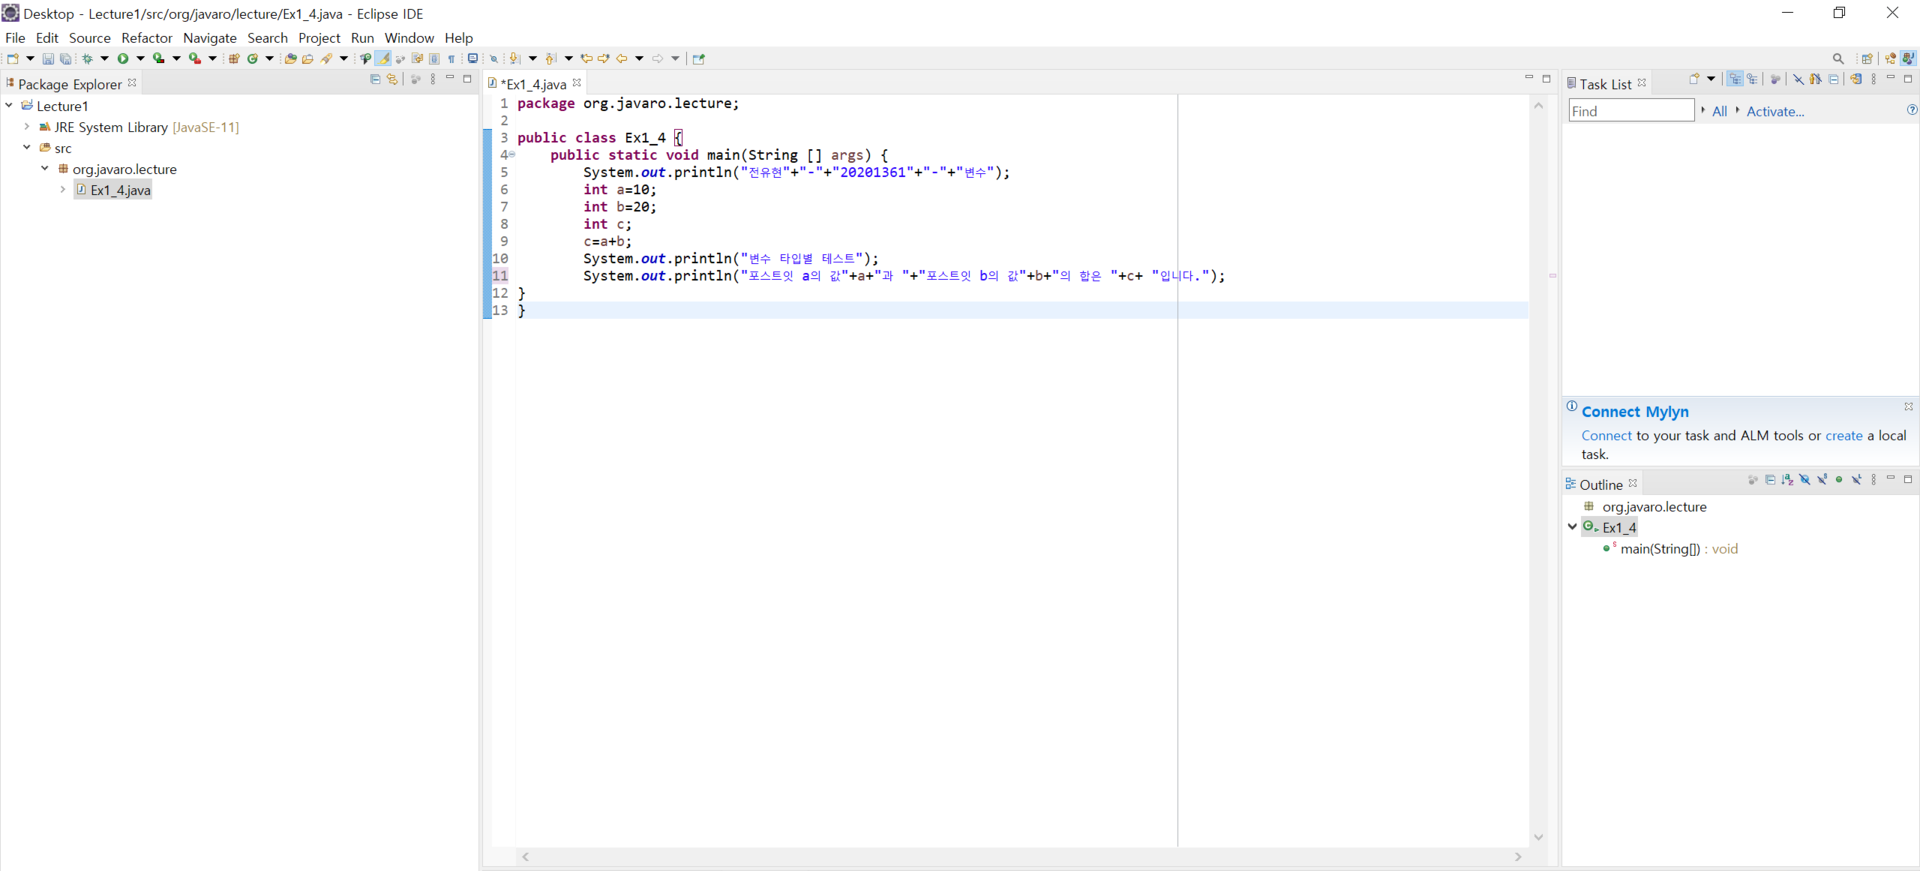 Desktop - Lecture1/src/org/javaro/lecture/Ex1_4.java - Eclipse IDE
File Edit Source Refactor Navigate Search Project Run Window Help
Package Explorer
Lecture1
JRE System Library [JavaSE-11]
src
org.javaro.lecture
Ex1_4.java
*Ex1_4.java
1 package org.javaro.lecture;
2
3 public class Ex1_4 {
4 public static void main(String [] args) {
5 System.out.println("전유현"+"-"+"20201361"+"-"+"변수");
6 int a=10;
7 int b=20;
8 int c;
9 c=a+b;
10 System.out.println("변수 타입별 테스트");
11 System.out.println("포스트잇 a의 값"+a+"과 "+"포스트잇 b의 값"+b+"의 합은 "+c+ "입니다.");
12 }
13 }
Task List
Find All Activate...
Connect Mylyn
Connect to your task and ALM tools or create a local
task.
Outline
org.javaro.lecture
Ex1_4
main(String[]) : void